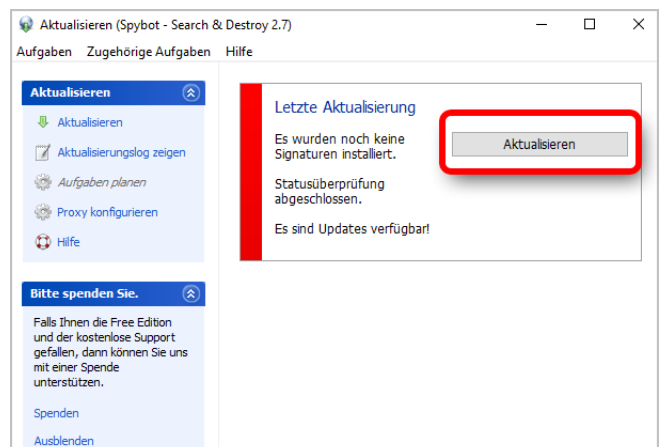 Aktualisieren (Spybot - Search & Destroy 2.7)
Aufgaben Zugehörige Aufgaben Hilfe
Aktualisieren
Aktualisieren
Aktualisierungslog zeigen
Aufgaben planen
Proxy konfigurieren
Hilfe
Bitte spenden Sie.
Falls Ihnen die Free Edition
und der kostenlose Support
gefallen, dann können Sie uns
mit einer Spende
unterstützen.
Spenden
Ausblenden
Letzte Aktualisierung
Es wurden noch keine
Signaturen installiert.
Statusüberprüfung
abgeschlossen.
Es sind Updates verfügbar!
Aktualisieren